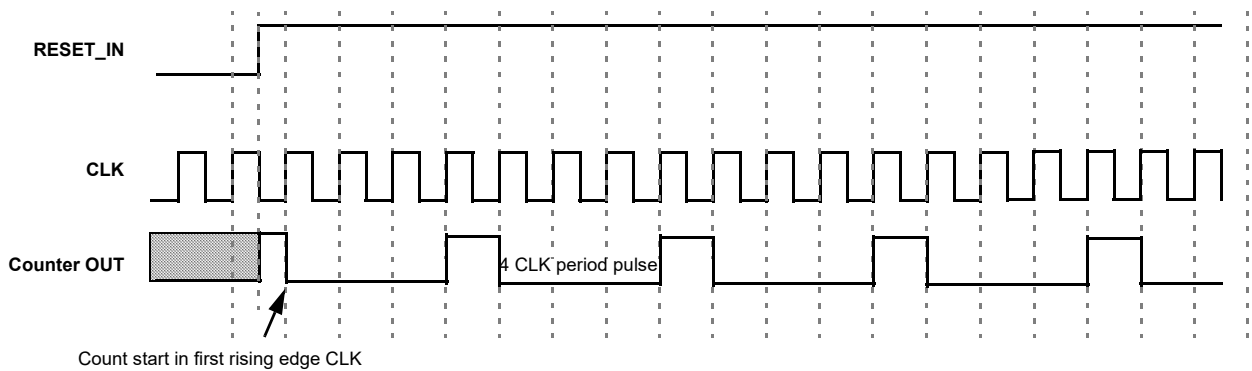 RESET_IN
CLK
Counter OUT
4 CLK period pulse
Count start in first rising edge CLK